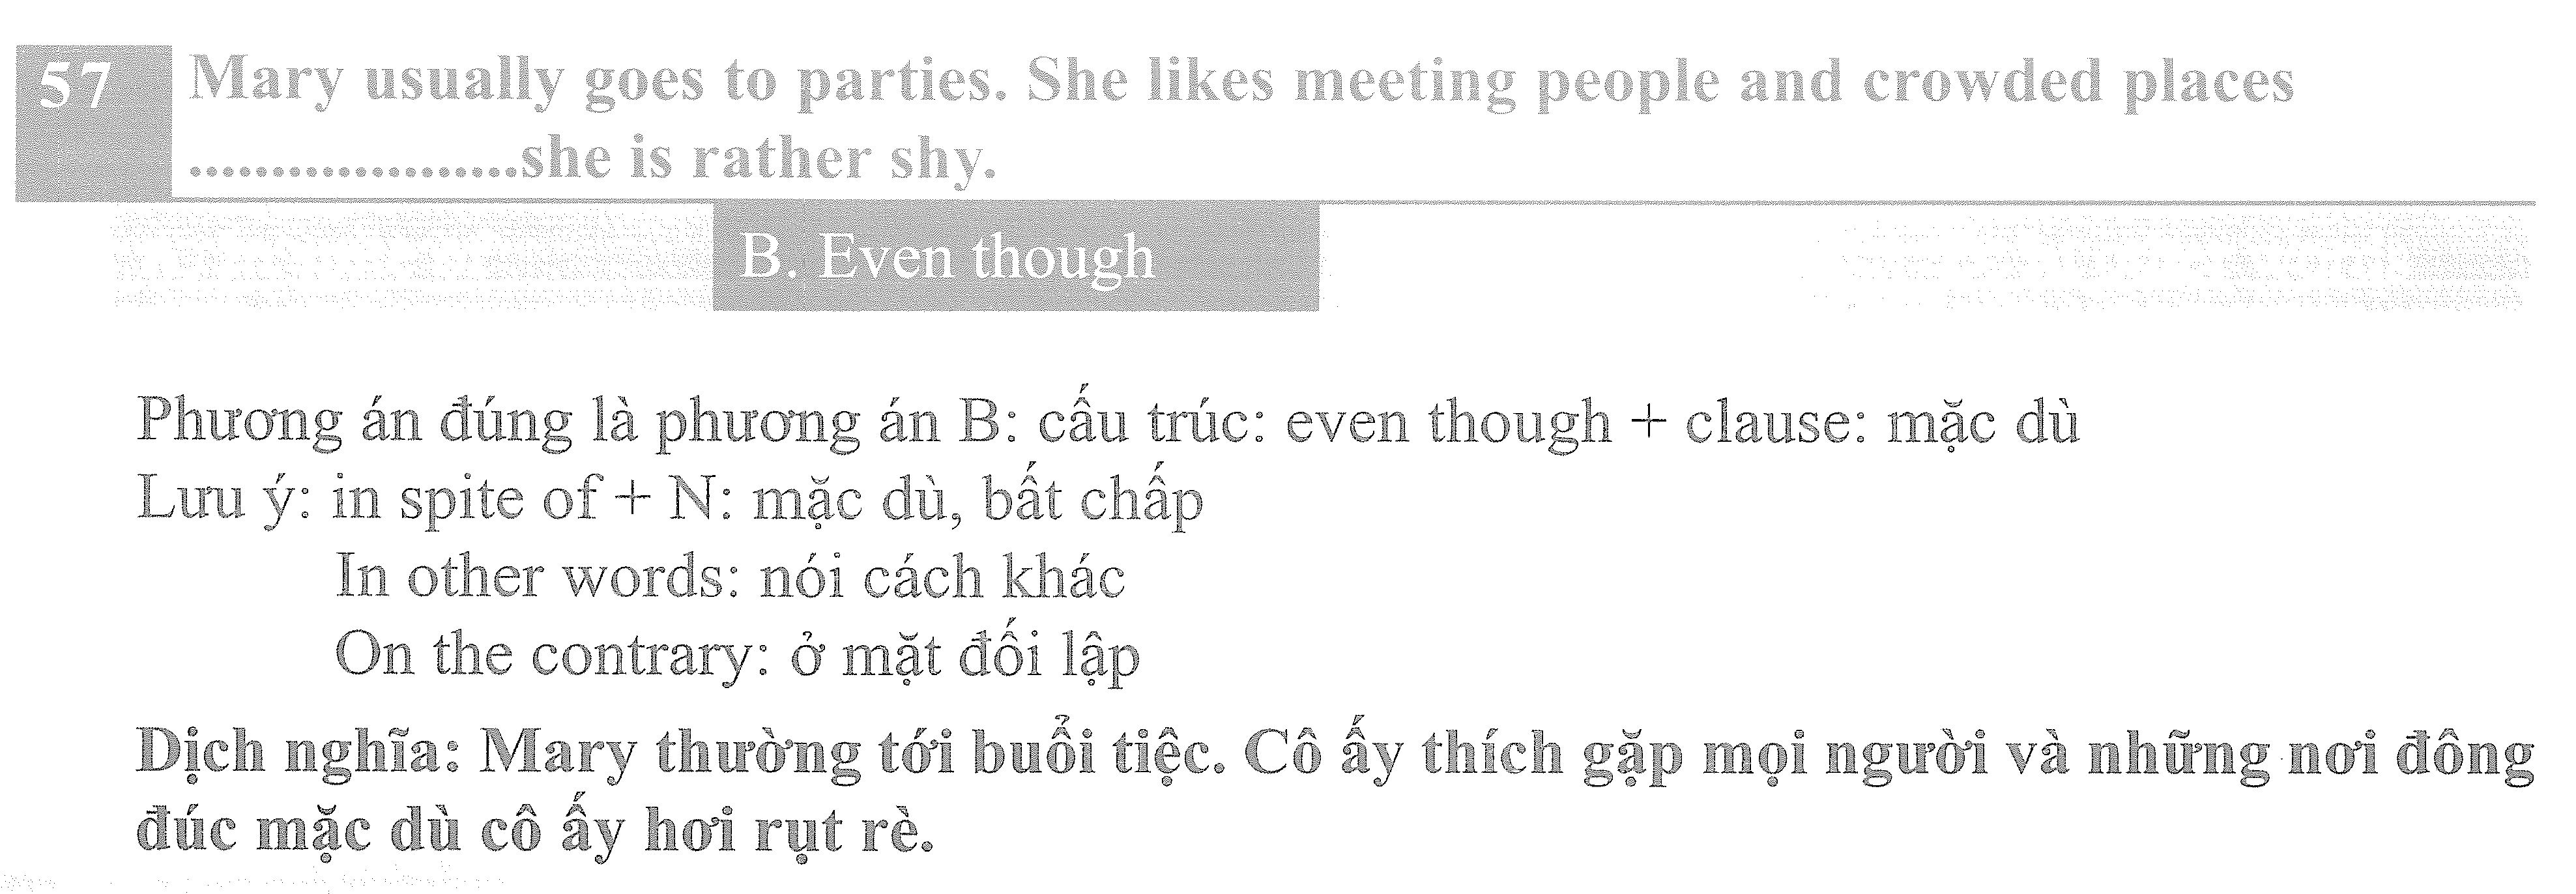 57 Mary usually goes to parties. She likes meeting people and crowded places
...................she is rather shy.
B. Even though
Phương án đúng là phương án B: cấu trúc: even though + clause: mặc dù
Lưu ý: in spite of + N: mặc dù, bất chấp
In other words: nói cách khác
On the contrary: ở mặt đối lập
Dịch nghĩa: Mary thường tới buổi tiệc. Cô ấy thích gặp mọi người và những nơi đông
đúc mặc dù cô ấy hơi rụt rè.